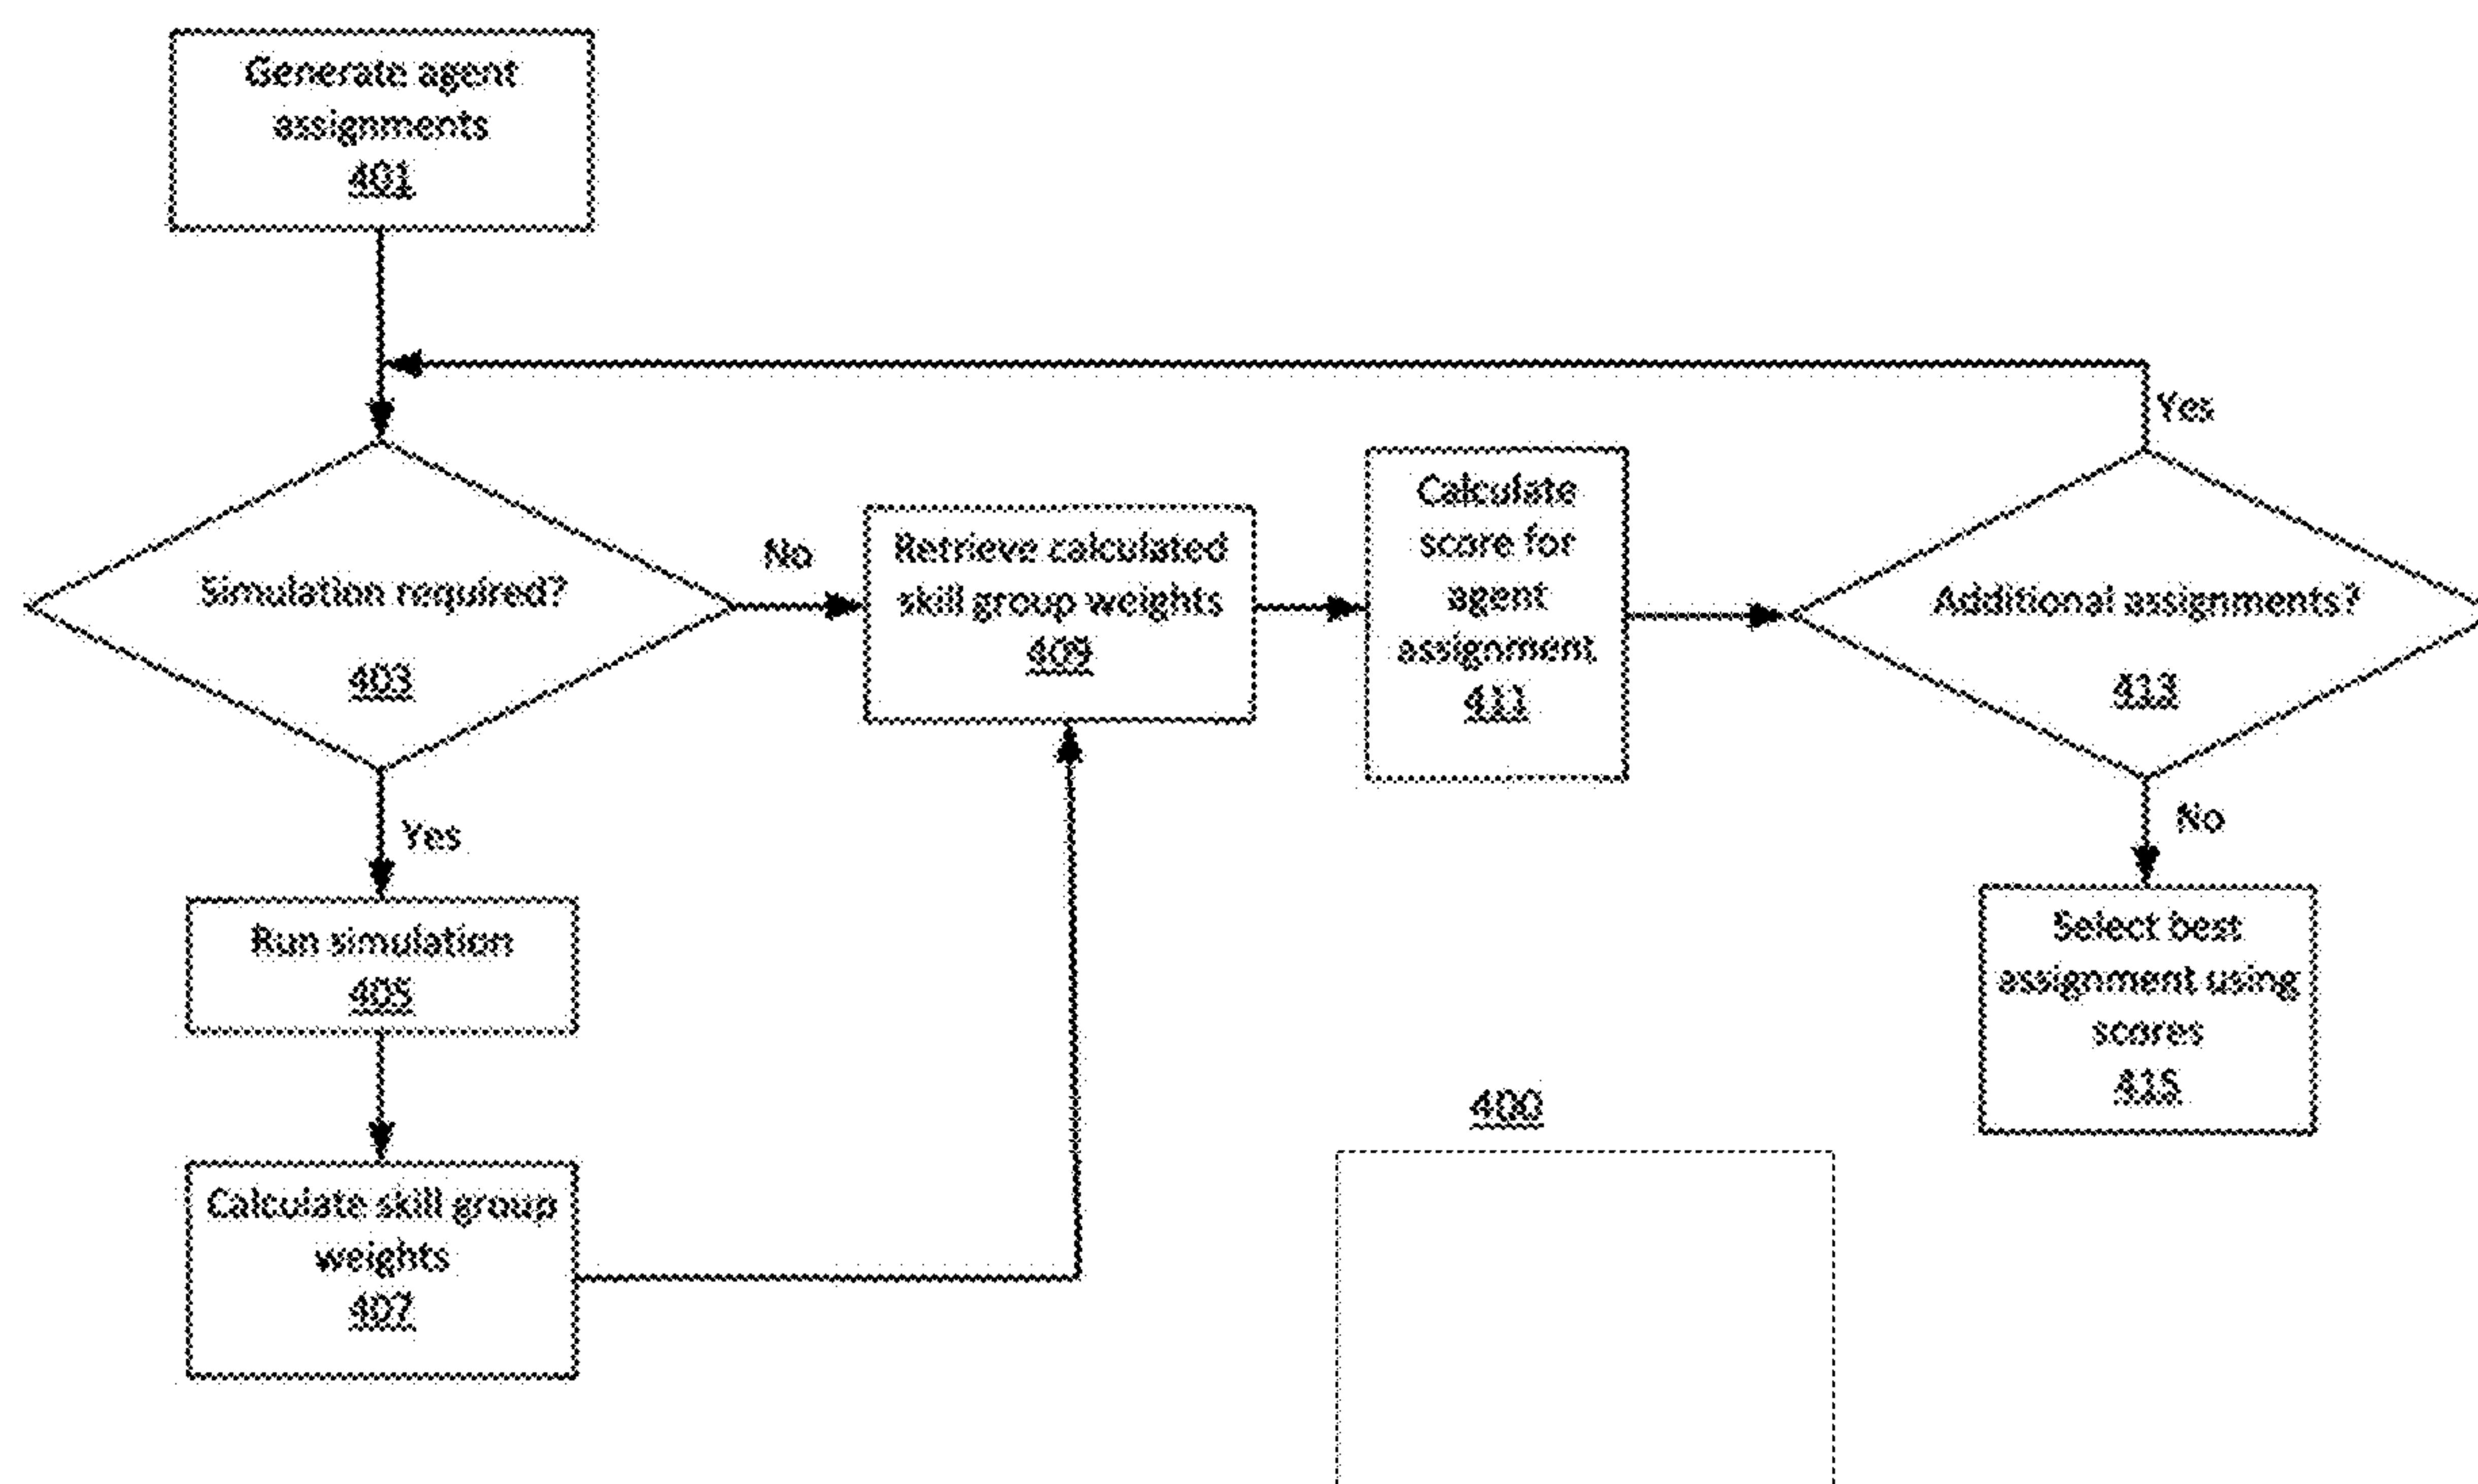 Generate agent
assignments
401
Yes
Simulation required?
403
No
Retrieve calculated
skill group weights
409
Calculate
score for
agent
assignment
411
Additional assignments?
413
Yes
No
Run simulation
405
Select best
assignment using
scores
415
Calculate skill group
weights
407
400